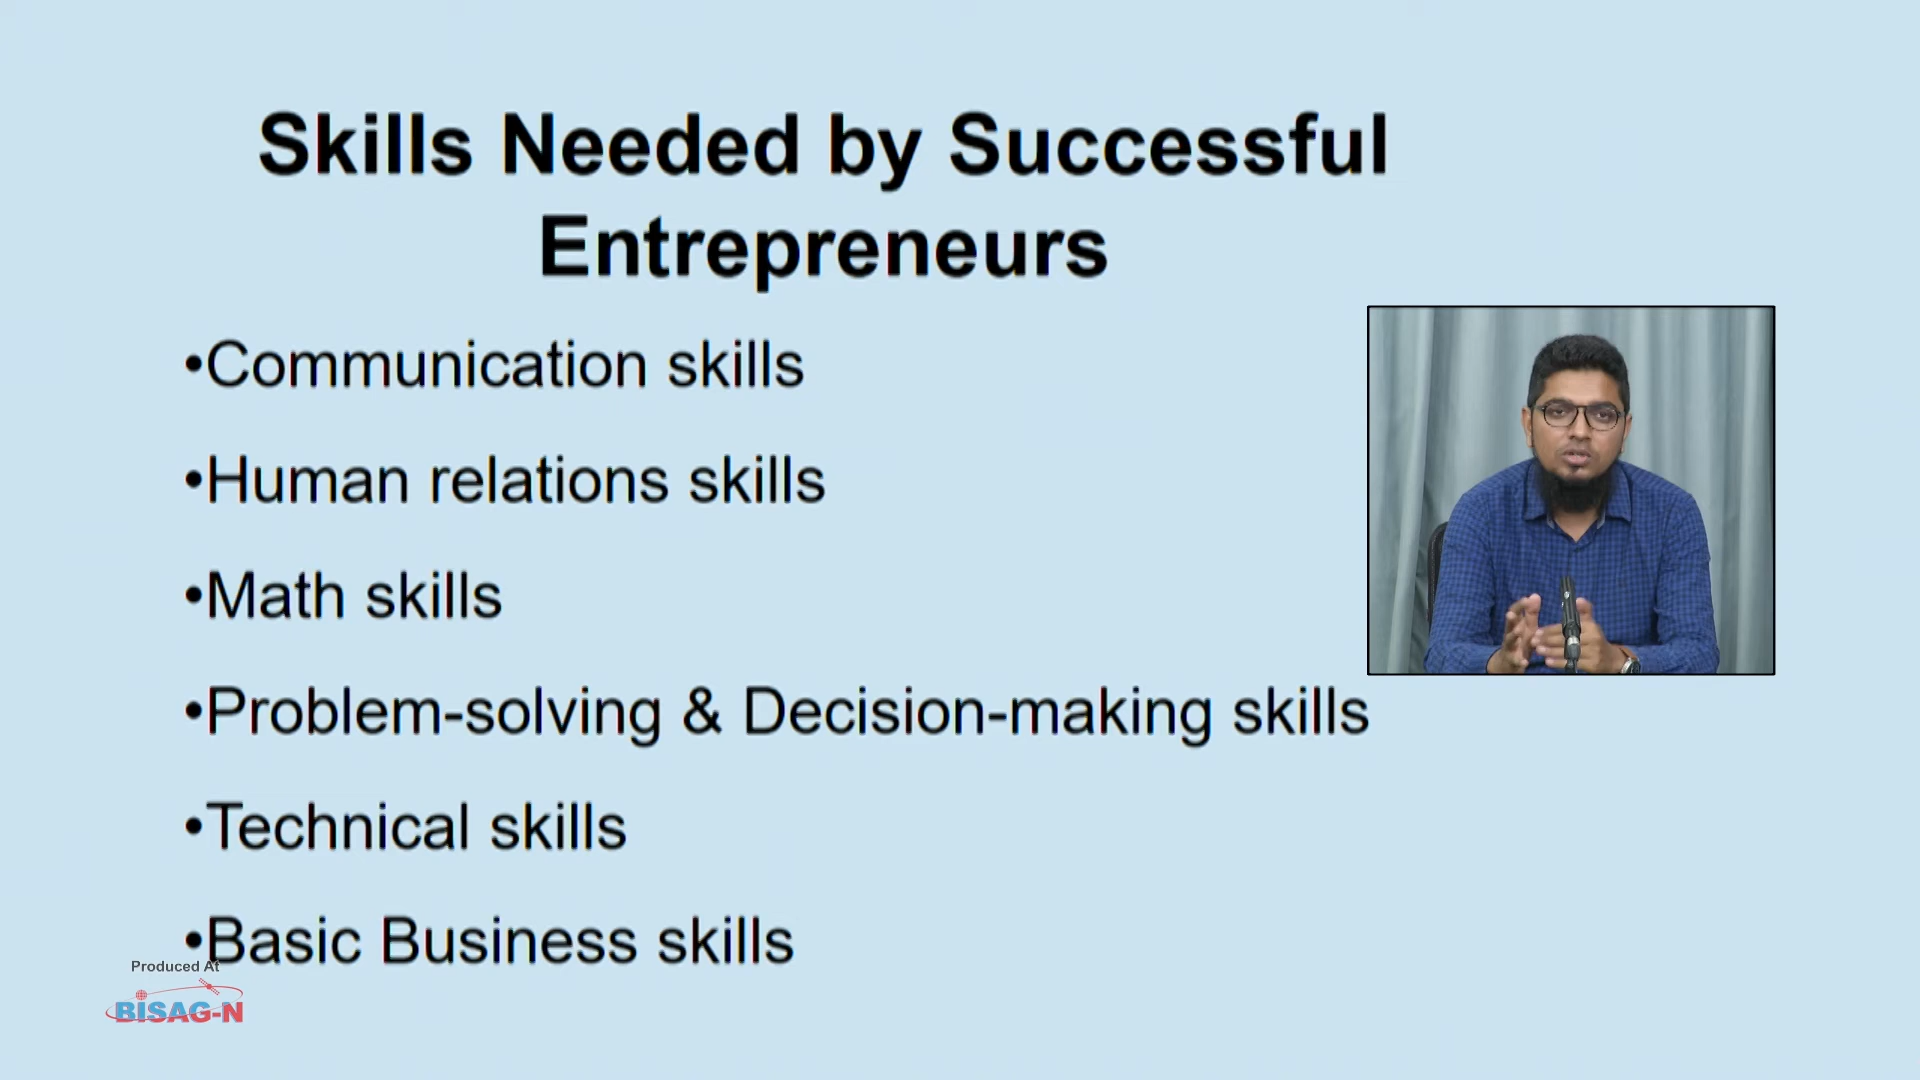 Skills Needed by Successful
Entrepreneurs
•Communication skills
•Human relations skills
•Math skills
•Problem-solving & Decision-making skills
•Technical skills
•Basic Business skills
Produced At
BISAG-N